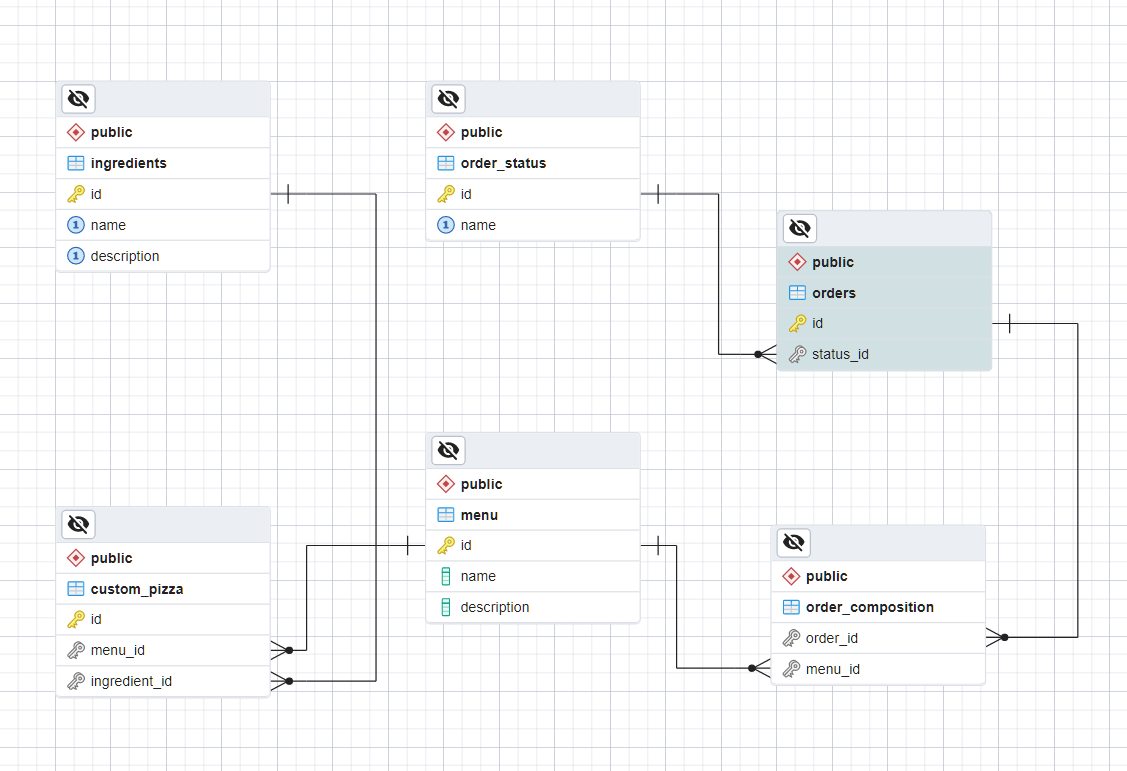 public
ingredients
id
name
description
public
order_status
id
name
public
orders
id
status_id
public
menu
id
name
description
public
custom_pizza
id
menu_id
ingredient_id
public
order_composition
order_id
menu_id